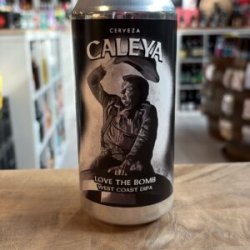 CERVEZA
CALEYA
LOVE THE BOMB
WEST COAST DIPA